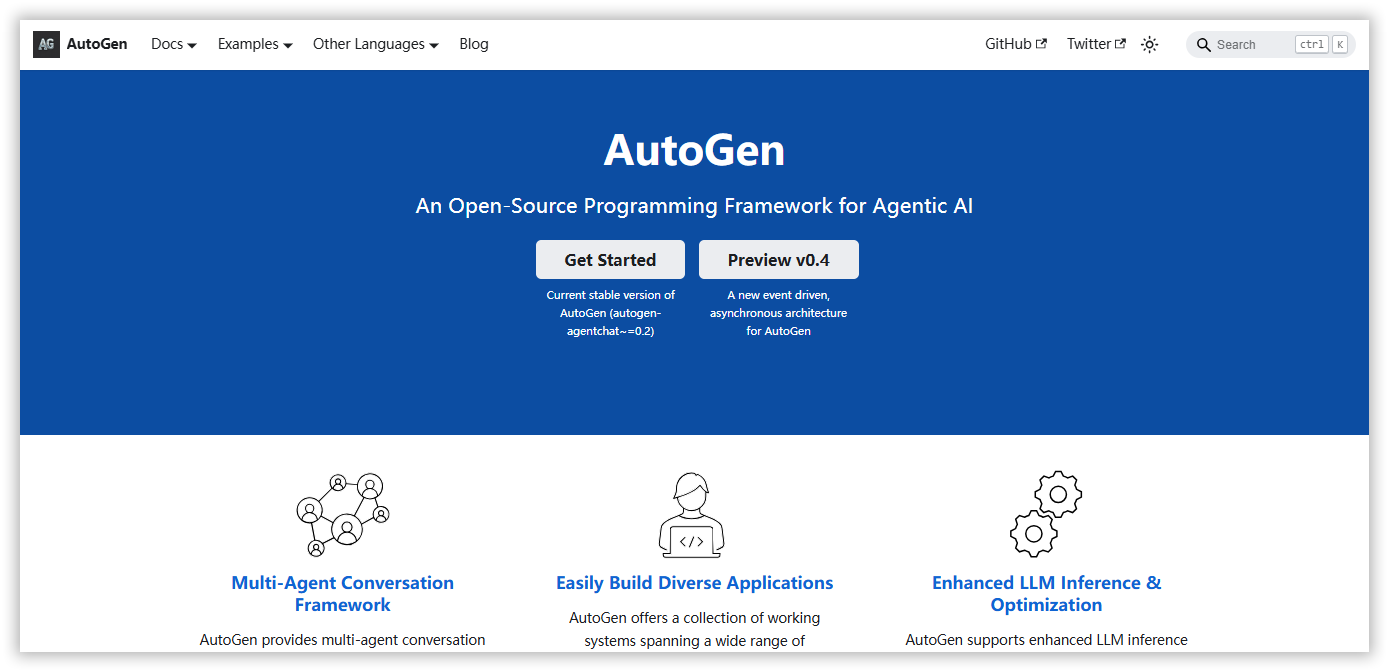 AG AutoGen Docs Examples Other Languages Blog GitHub Twitter Search ctrl K
AutoGen
An Open-Source Programming Framework for Agentic AI
Get Started
Preview v0.4
Current stable version of
AutoGen (autogen-
agentchat~=0.2)
A new event driven,
asynchronous architecture
for AutoGen
</>
Multi-Agent Conversation
Framework
AutoGen provides multi-agent conversation
Easily Build Diverse Applications
AutoGen offers a collection of working
systems spanning a wide range of
Enhanced LLM Inference &
Optimization
AutoGen supports enhanced LLM inference